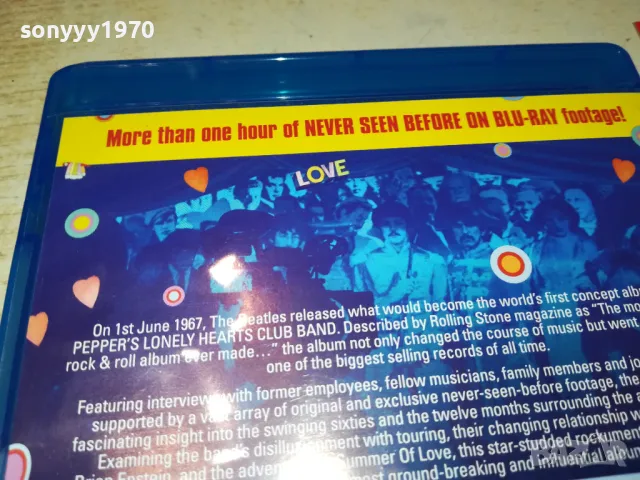 sonyyy1970
More than one hour of NEVER SEEN BEFORE ON BLU-RAY footage!
LOVE
On 1st June 1967, The Beatles released what would become the world's first concept albu
PEPPER'S LONELY HEARTS CLUB BAND. Described by Rolling Stone magazine as "The mo
rock & roll album ever made..." the album not only changed the course of music but went
one of the biggest selling records of all time.
Featuring interviews with former employees, fellow musicians, family members and jo
supported by a vast array of original and exclusive never-seen-before footage, the
fascinating insight into the swinging sixties and the twelve months surrounding the a
Examining the band's disillusionment with touring, their changing relationship w
Brian Epstein, and the adven Summer Of Love, this star-studded rockume
most ground-breaking and influential albu